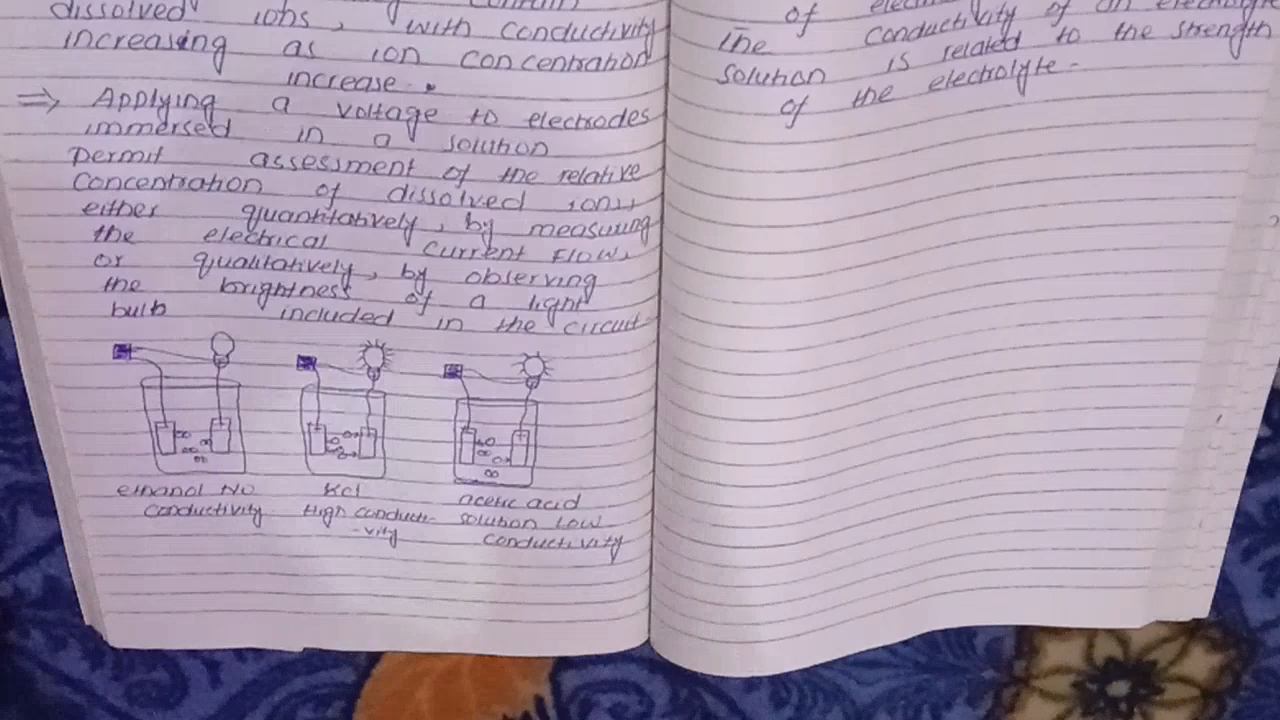 dissolved ions, with conductivity
increasing as ion concentration
increase.
⇒ Applying a voltage to electrodes
immersed in a solution
permit assessment of the relative
concentration of dissolved ions,
either quantitatively, by measuring
the electrical current flow,
or qualitatively, by observing
the brightness of a light
bulb included in the circuit
ethanol No
conductivity
KCl
High conducti-
-vity
acetic acid
solution Low
conductivity
of
the conductivity of an electrolyte
solution is related to the strength
of the electrolyte.